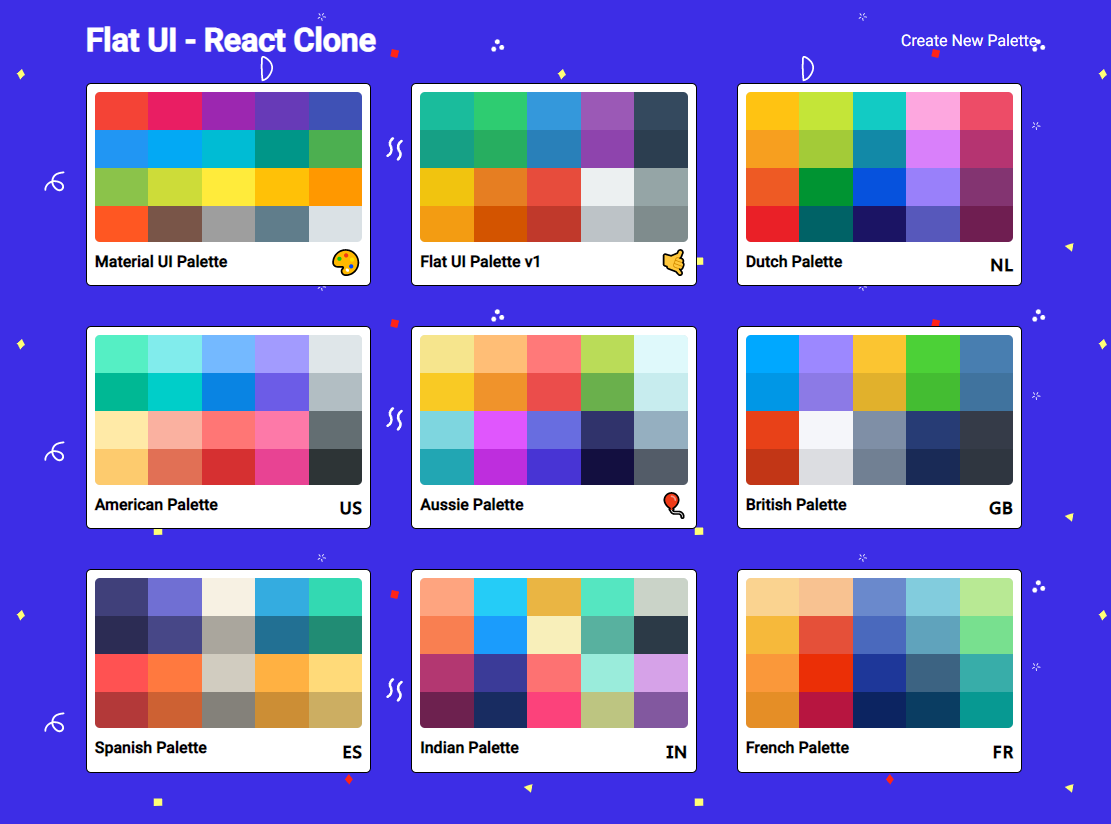 Flat UI - React Clone
Create New Palette
Material UI Palette
Flat UI Palette v1
Dutch Palette NL
American Palette US
Aussie Palette
British Palette GB
Spanish Palette ES
Indian Palette IN
French Palette FR